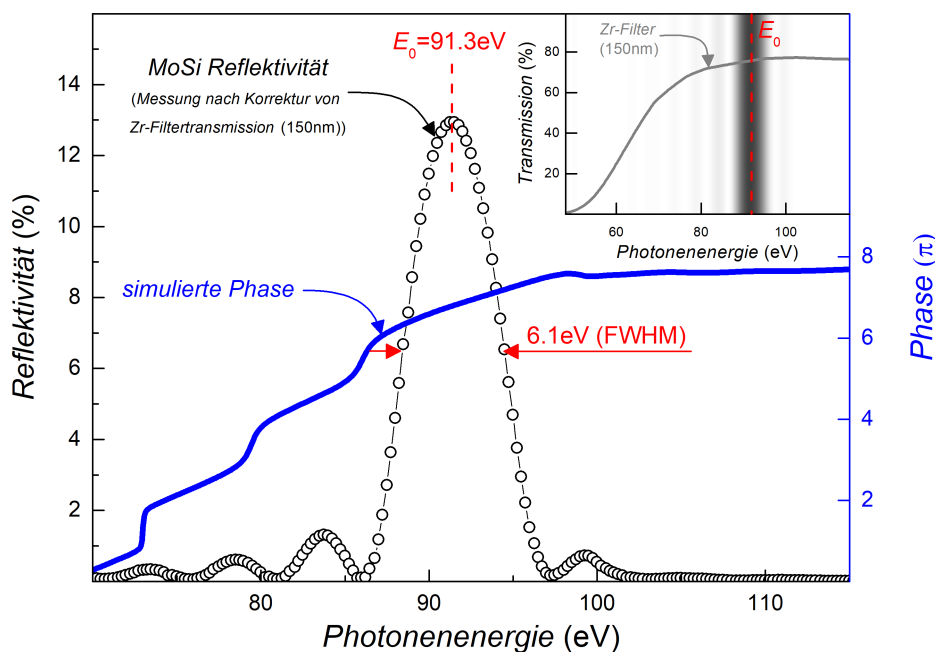 E0=91.3eV
MoSi Reflektivität
(Messung nach Korrektur von
Zr-Filtertransmission (150nm))
simulierte Phase
6.1eV (FWHM)
Reflektivität (%)
14
12
10
8
6
4
2
80
90
100
110
Photonenenergie (eV)
Phase (π)
8
6
4
2
Transmission (%)
80
60
40
20
60
80
100
Photonenenergie (eV)
Zr-Filter
(150nm)
E0